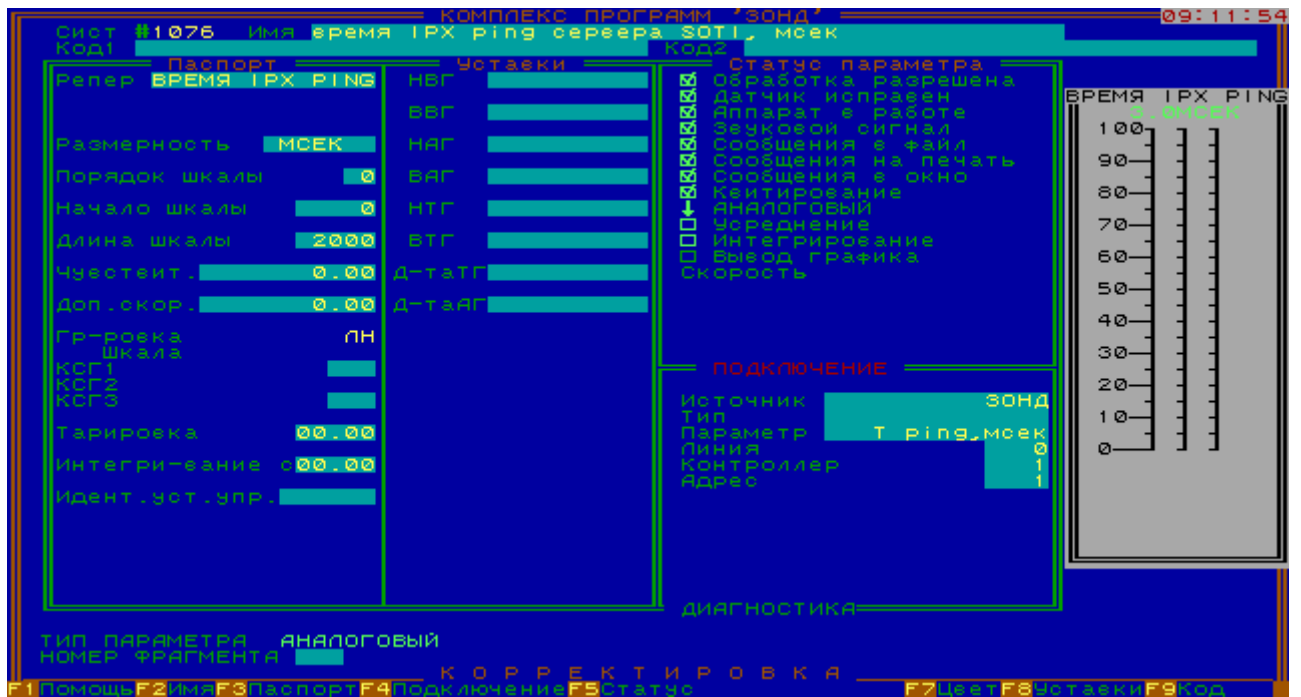 КОМПЛЕКС ПРОГРАММ 'ЗОНД'
09:11:54
Сист #1076 Имя время IPX ping сервера SOTI, мсек
Код1 Код2
Паспорт
Репер ВРЕМЯ IPX PING
Размерность МСЕК
Порядок шкалы 0
Начало шкалы 0
Длина шкалы 2000
Чувствит. 0.00
Доп.скор. 0.00
Гр-ровка ЛН
Шкала
КСГ1
КСГ2
КСГ3
Тарировка 00.00
Интегри-вание с00.00
Идент.уст.упр.
Уставки
НВГ
ВВГ
НАГ
ВАГ
НТГ
ВТГ
Д-таТГ
Д-таАГ
Статус параметра
Обработка разрешена
Датчик исправен
Аппарат в работе
Звуковой сигнал
Сообщения в файл
Сообщения на печать
Сообщения в окно
Квитирование
АНАЛОГОВЫЙ
Усреднение
Интегрирование
Вывод графика
Скорость
ПОДКЛЮЧЕНИЕ
Источник ЗОНД
Тип
Параметр T ping,мсек
Линия 0
Контроллер 1
Адрес 1
ДИАГНОСТИКА
ВРЕМЯ IPX PING
3.0МСЕК
100
90
80
70
60
50
40
30
20
10
0
ТИП ПАРАМЕТРА АНАЛОГОВЫЙ
НОМЕР ФРАГМЕНТА
КОРРЕКТИРОВКА
F1Помощь F2Имя F3Паспорт F4Подключение F5Статус F7Цвет F8Уставки F9Код